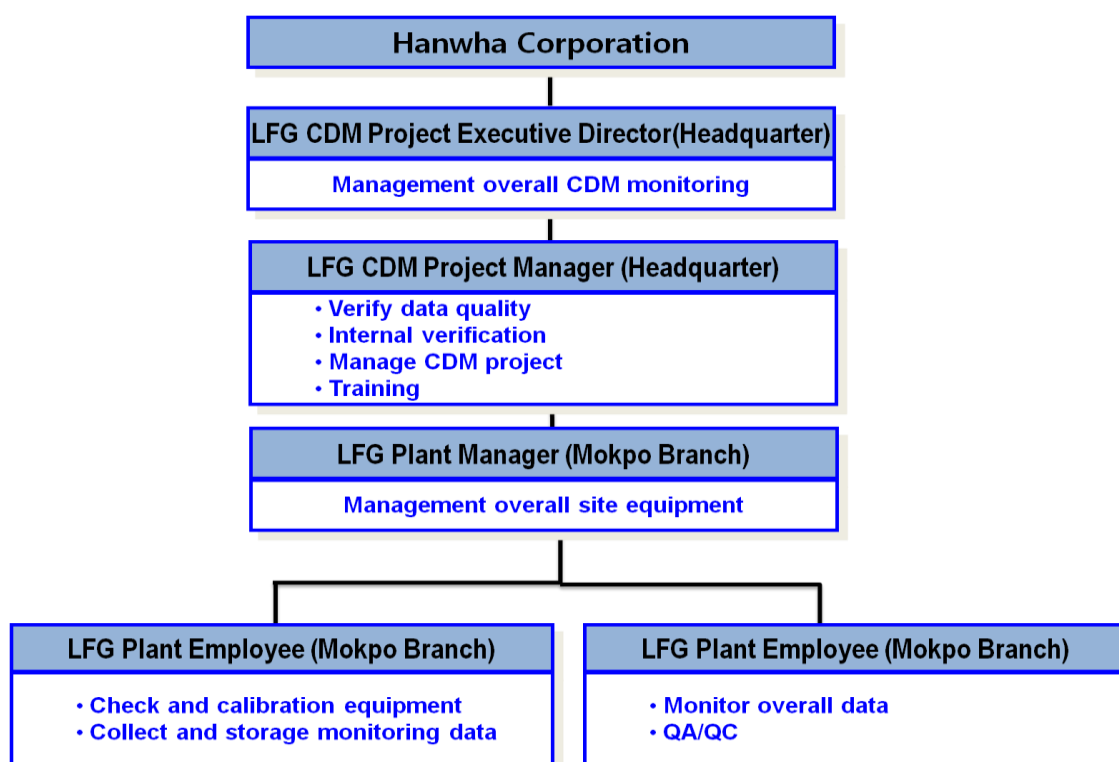 Hanwha Corporation
LFG CDM Project Executive Director(Headquarter)
Management overall CDM monitoring
LFG CDM Project Manager (Headquarter)
• Verify data quality
• Internal verification
• Manage CDM project
• Training
LFG Plant Manager (Mokpo Branch)
Management overall site equipment
LFG Plant Employee (Mokpo Branch)
• Check and calibration equipment
• Collect and storage monitoring data
LFG Plant Employee (Mokpo Branch)
• Monitor overall data
• QA/QC